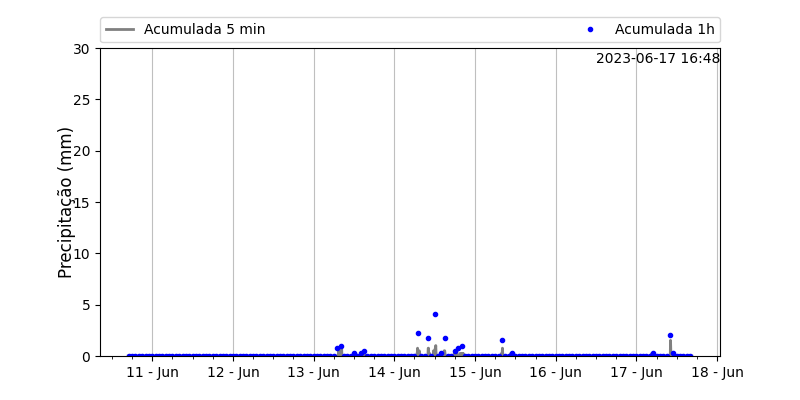 Acumulada 5 min Acumulada 1h
2023-06-17 16:48
Precipitação (mm)
30
25
20
15
10
5
0
11 - Jun 12 - Jun 13 - Jun 14 - Jun 15 - Jun 16 - Jun 17 - Jun 18 - Jun